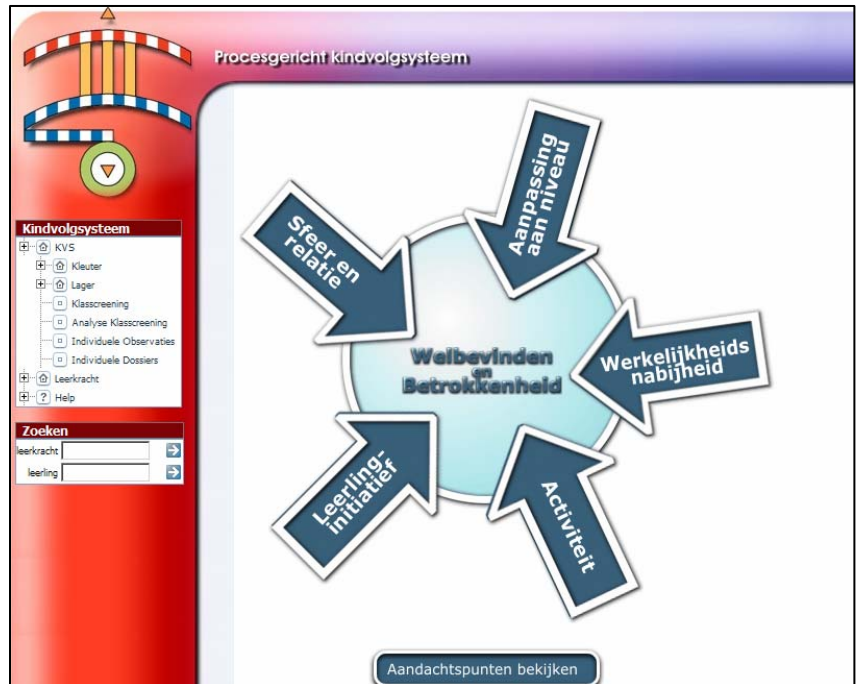 Procesgericht kindvolgsysteem
Kindvolgsysteem
KVS
Kleuter
Lager
Klasscreening
Analyse Klasscreening
Individuele Observaties
Individuele Dossiers
Leerkracht
? Help
Zoeken
leerkracht
leerling
Aanpassing
aan niveau
Sfeer en
relatie
Welbevinden
en
Betrokkenheid
Werkelijkheids
nabijheid
Leerling-
initiatief
Activiteit
Aandachtspunten bekijken